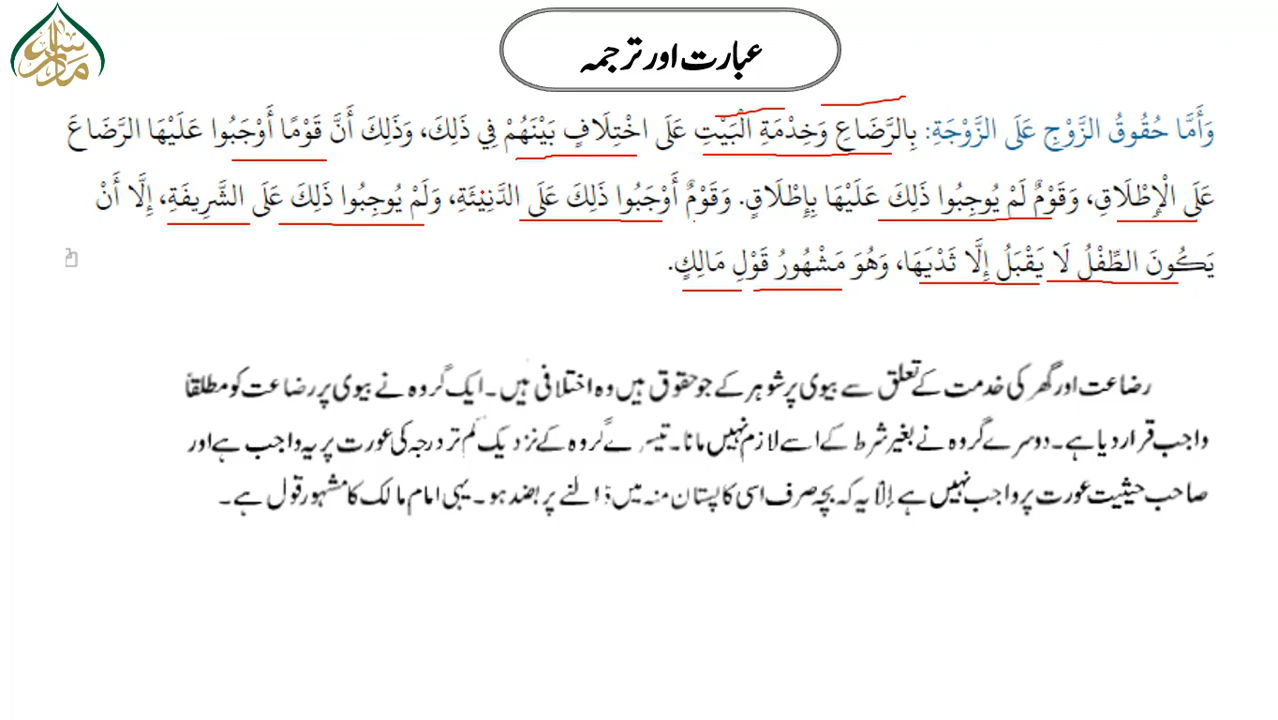 مدرسہ
عبارت اور ترجمہ
وَأَمَّا حُقُوقُ الزَّوْجِ عَلَى الزَّوْجَةِ: بِالرَّضَاعِ وَخِدْمَةِ الْبَيْتِ عَلَى اخْتِلَافٍ بَيْنَهُمْ فِي ذَلِكَ، وَذَلِكَ أَنَّ قَوْمًا أَوْجَبُوا عَلَيْهَا الرَّضَاعَ
عَلَى الْإِطْلَاقِ، وَقَوْمٌ لَمْ يُوجِبُوا ذَلِكَ عَلَيْهَا بِإِطْلَاقٍ. وَقَوْمٌ أَوْجَبُوا ذَلِكَ عَلَى الدَّنِيئَةِ، وَلَمْ يُوجِبُوا ذَلِكَ عَلَى الشَّرِيفَةِ، إِلَّا أَنْ
يَكُونَ الطِّفْلُ لَا يَقْبَلُ إِلَّا ثَدْيَهَا، وَهُوَ مَشْهُورُ قَوْلِ مَالِكٍ.
رضاعت اور گھر کی خدمت کے تعلق سے بیوی پر شوہر کے جو حقوق ہیں وہ اختلافی ہیں۔ ایک گروہ نے بیوی پر رضاعت کو مطلقاً
واجب قرار دیا ہے۔ دوسرے گروہ نے بغیر شرط کے اسے لازم نہیں مانا۔ تیسرے گروہ کے نزدیک کم تر درجہ کی عورت پر یہ واجب ہے اور
صاحب حیثیت عورت پر واجب نہیں ہے اِلّا یہ کہ بچہ صرف اسی کا پستان منہ میں ڈالنے پر بضد ہو۔ یہی امام مالک کا مشہور قول ہے۔